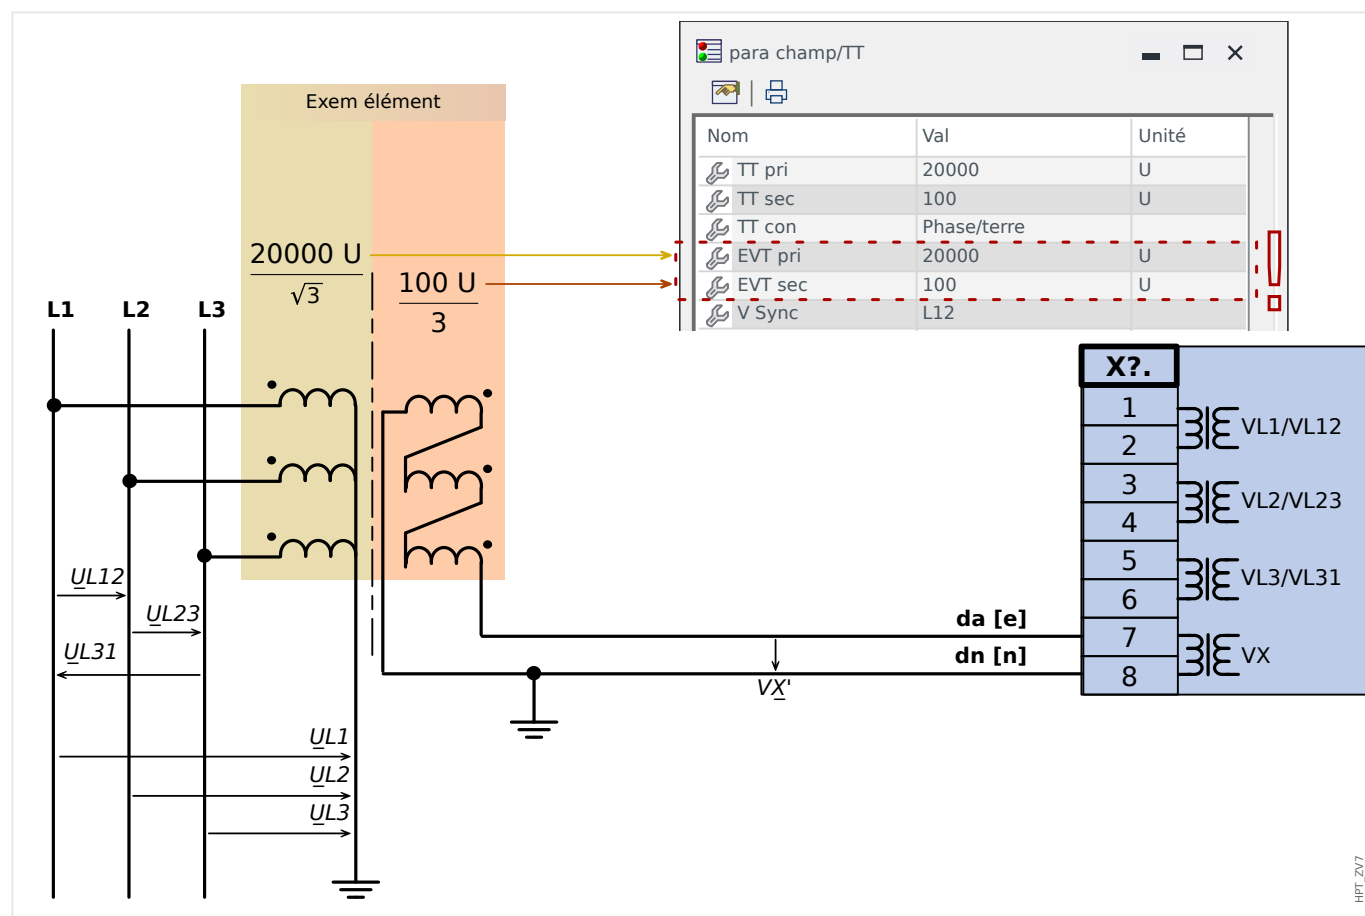 para champ/TT
Nom Val Unité
TT pri 20000 U
TT sec 100 U
TT con Phase/terre
EVT pri 20000 U
EVT sec 100 U
V Sync L12
Exem élément
20000 U
√3
100 U
3
L1 L2 L3
UL12
UL23
UL31
UL1
UL2
UL3
da [e]
dn [n]
VX'
X?.
1
2
3
4
5
6
7
8
VL1/VL12
VL2/VL23
VL3/VL31
VX
HPT_ZV7